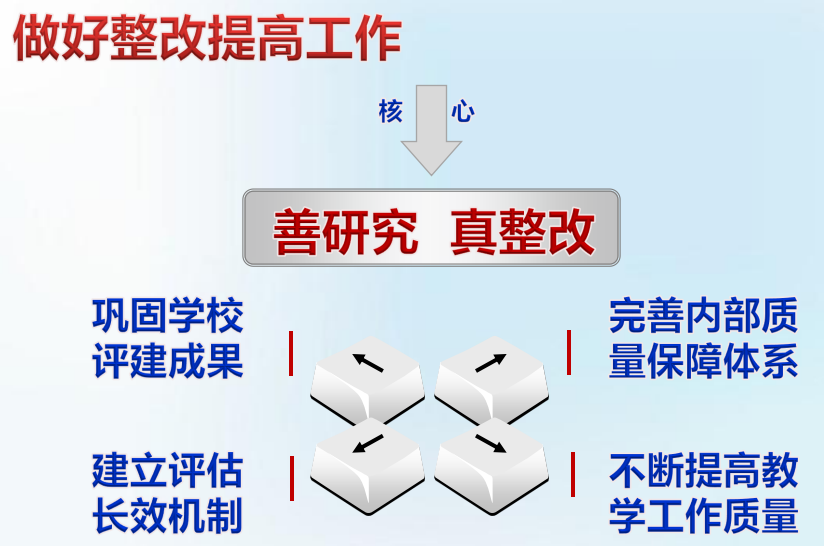 做好整改提高工作
核 心
善研究 真整改
巩固学校
评建成果
完善内部质
量保障体系
建立评估
长效机制
不断提高教
学工作质量